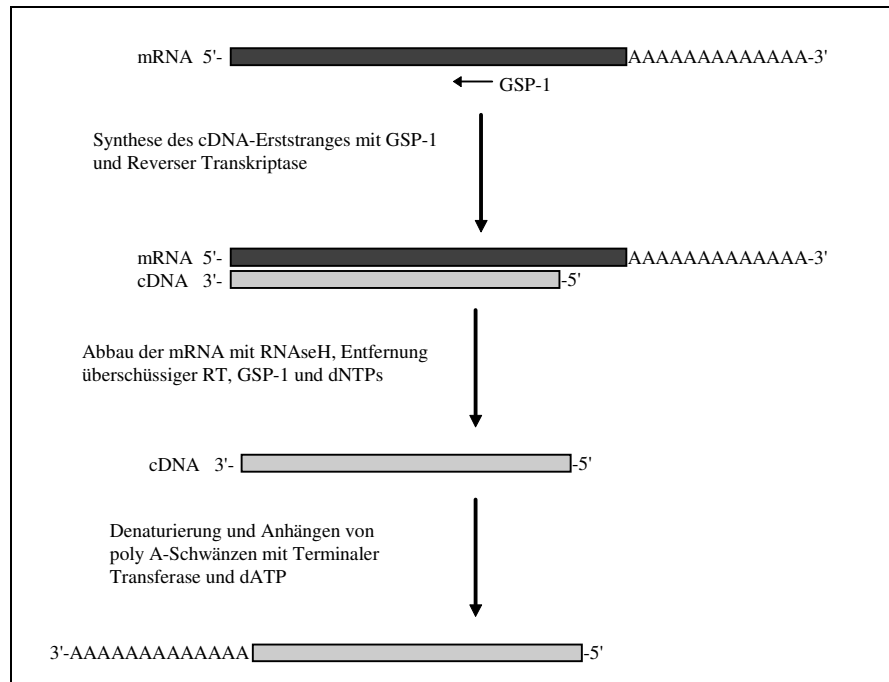 mRNA 5'- AAAAAAAAAAAAA-3'
GSP-1
Synthese des cDNA-Erststranges mit GSP-1
und Reverser Transkriptase
mRNA 5'- AAAAAAAAAAAAA-3'
cDNA 3'- -5'
Abbau der mRNA mit RNAseH, Entfernung
überschüssiger RT, GSP-1 und dNTPs
cDNA 3'- -5'
Denaturierung und Anhängen von
poly A-Schwänzen mit Terminaler
Transferase und dATP
3'-AAAAAAAAAAAAA -5'